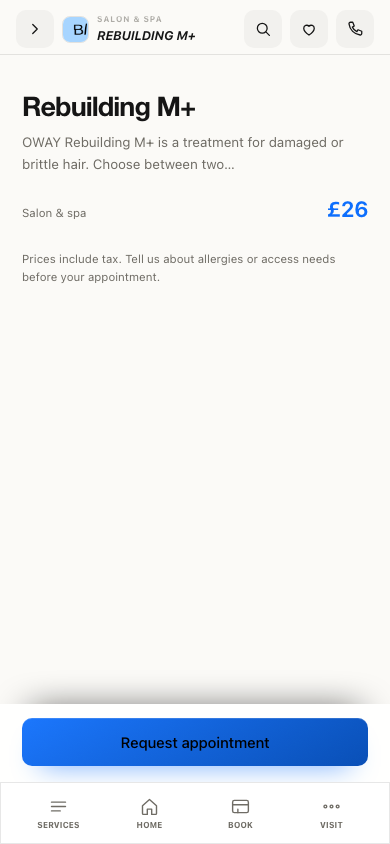 Bl
SALON & SPA
REBUILDING M+
Rebuilding M+
OWAY Rebuilding M+ is a treatment for damaged or
brittle hair. Choose between two...
Salon & spa
£26
Prices include tax. Tell us about allergies or access needs
before your appointment.
Request appointment
SERVICES
HOME
BOOK
VISIT